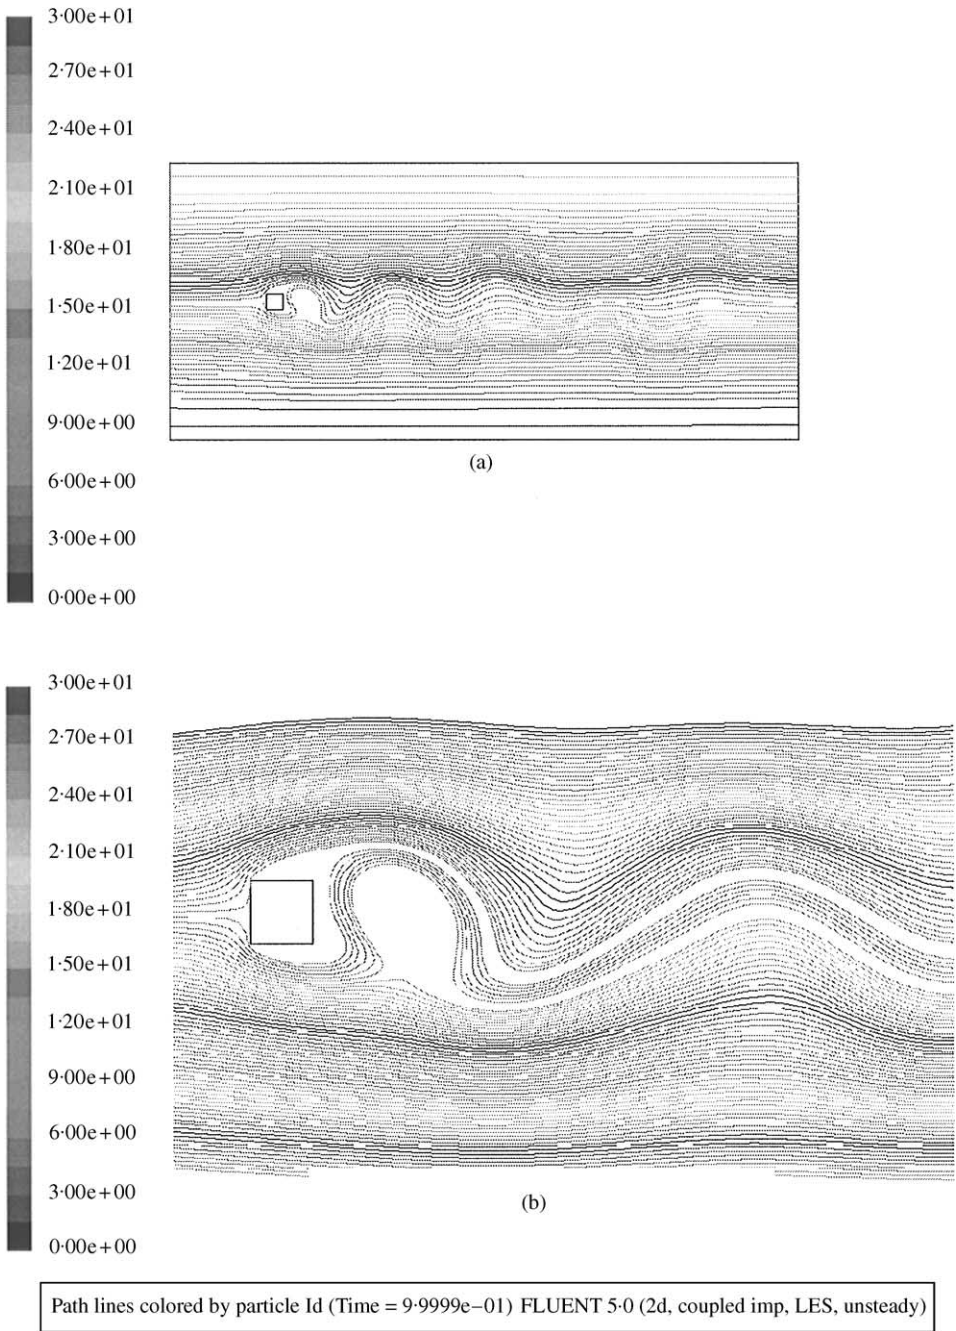 3·00e+01
2·70e+01
2·40e+01
2·10e+01
1·80e+01
1·50e+01
1·20e+01
9·00e+00
6·00e+00
3·00e+00
0·00e+00
(a)
3·00e+01
2·70e+01
2·40e+01
2·10e+01
1·80e+01
1·50e+01
1·20e+01
9·00e+00
6·00e+00
3·00e+00
0·00e+00
(b)
Path lines colored by particle Id (Time = 9·9999e−01) FLUENT 5·0 (2d, coupled imp, LES, unsteady)